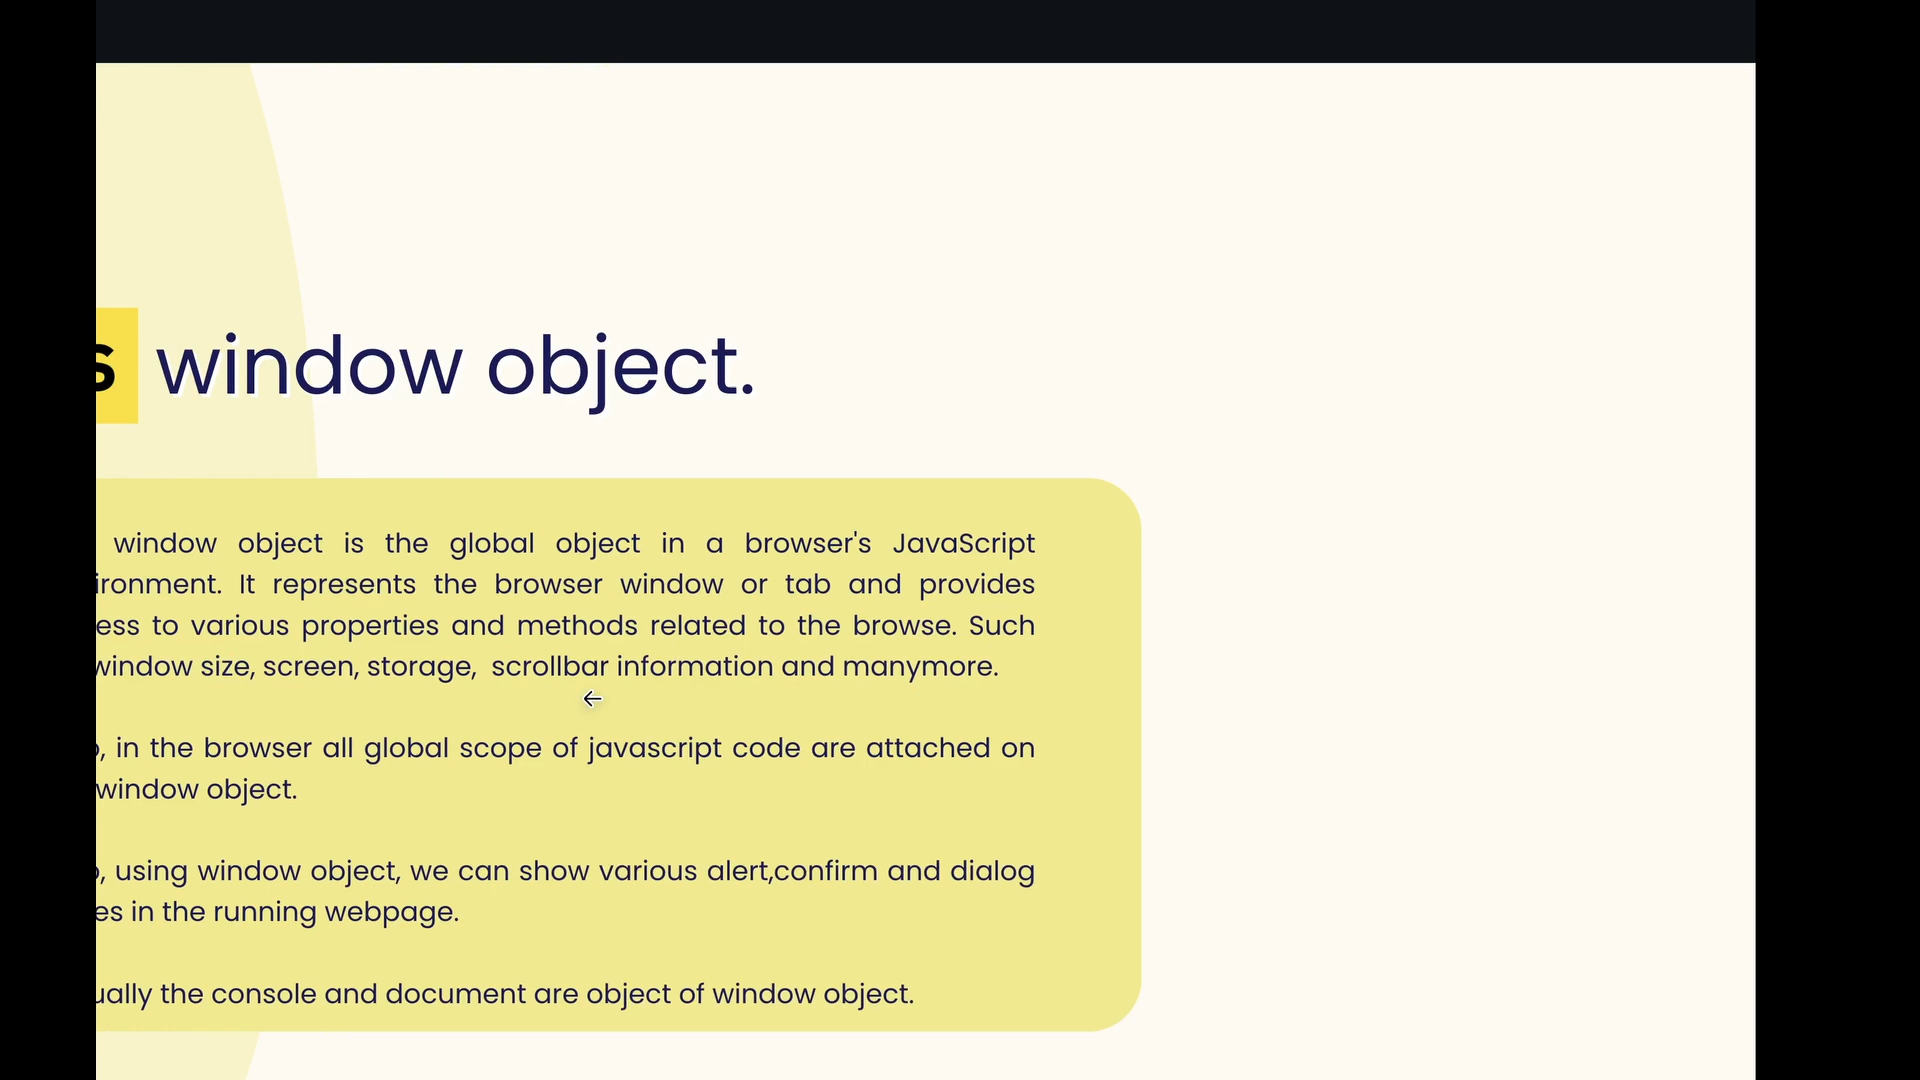 s window object.
window object is the global object in a browser's JavaScript
ironment. It represents the browser window or tab and provides
ess to various properties and methods related to the browse. Such
window size, screen, storage, scrollbar information and manymore.
, in the browser all global scope of javascript code are attached on
window object.
, using window object, we can show various alert,confirm and dialog
es in the running webpage.
ually the console and document are object of window object.